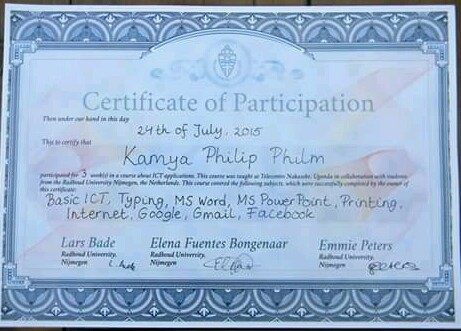 Certificate of Participation
Then under our hand in this day
24th of July, 2015
This to certify that
Kamya Philip Philm
participated for 3 week(s) in a course about ICT applications. This course was taught at Telecentre Nakaseke, Uganda in collaboration with students
from the Radboud University Nijmegen, the Netherlands. This course covered the following subjects, which were successfully completed by the owner of
this certificate:
Basic ICT, Typing, MS Word, MS PowerPoint, Printing,
Internet, Google, Gmail, Facebook
Lars Bade Elena Fuentes Bongenaar Emmie Peters
Radboud University, Radboud University, Radboud University,
Nijmegen Nijmegen Nijmegen